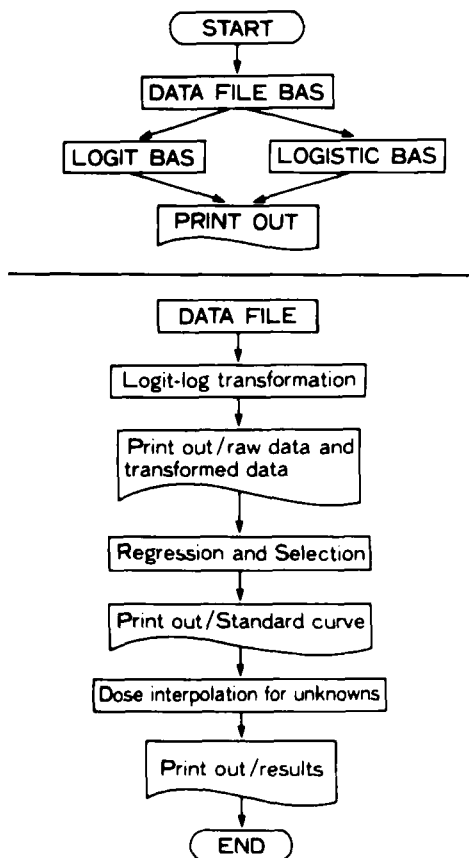 START
DATA FILE BAS
LOGIT BAS
LOGISTIC BAS
PRINT OUT
DATA FILE
Logit-log transformation
Print out/raw data and
transformed data
Regression and Selection
Print out/Standard curve
Dose interpolation for unknowns
Print out/results
END